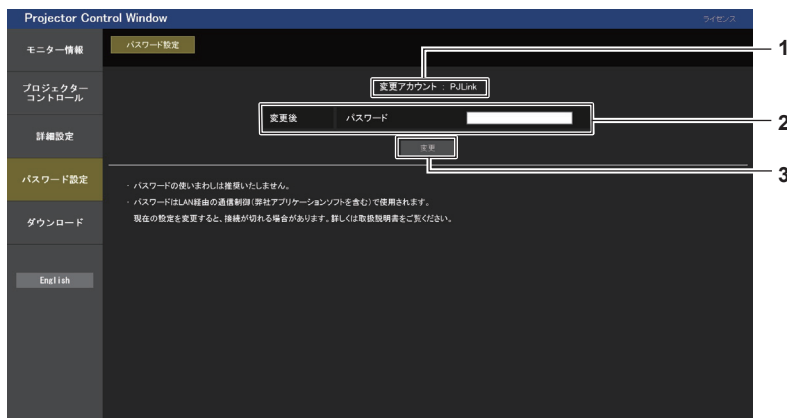 Projector Control Window
ライセンス
モニター情報
プロジェクター
コントロール
詳細設定
パスワード設定
ダウンロード
English
パスワード設定
変更アカウント : PJLink
変更後 パスワード
変更
・パスワードの使いまわしは推奨いたしません。
・パスワードはLAN経由の通信制御(弊社アプリケーションソフトを含む)で使用されます。
現在の設定を変更すると、接続が切れる場合があります。詳しくは取扱説明書をご覧ください。
1
2
3